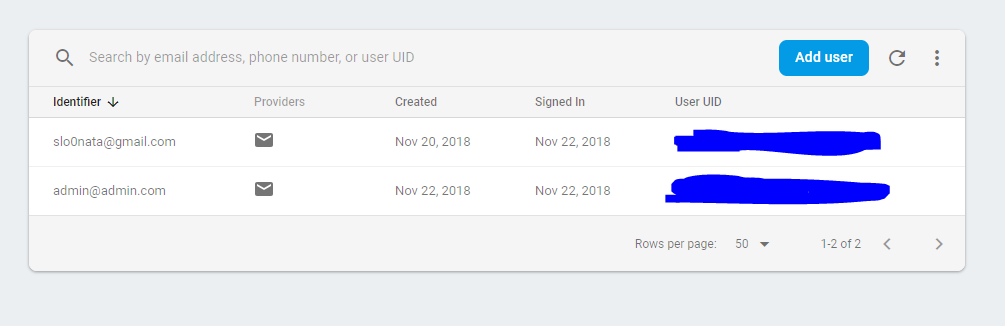 Search by email address, phone number, or user UID Add user
Identifier Providers Created Signed In User UID
slo0nata@gmail.com Nov 20, 2018 Nov 22, 2018
admin@admin.com Nov 22, 2018 Nov 22, 2018
Rows per page: 50 1-2 of 2